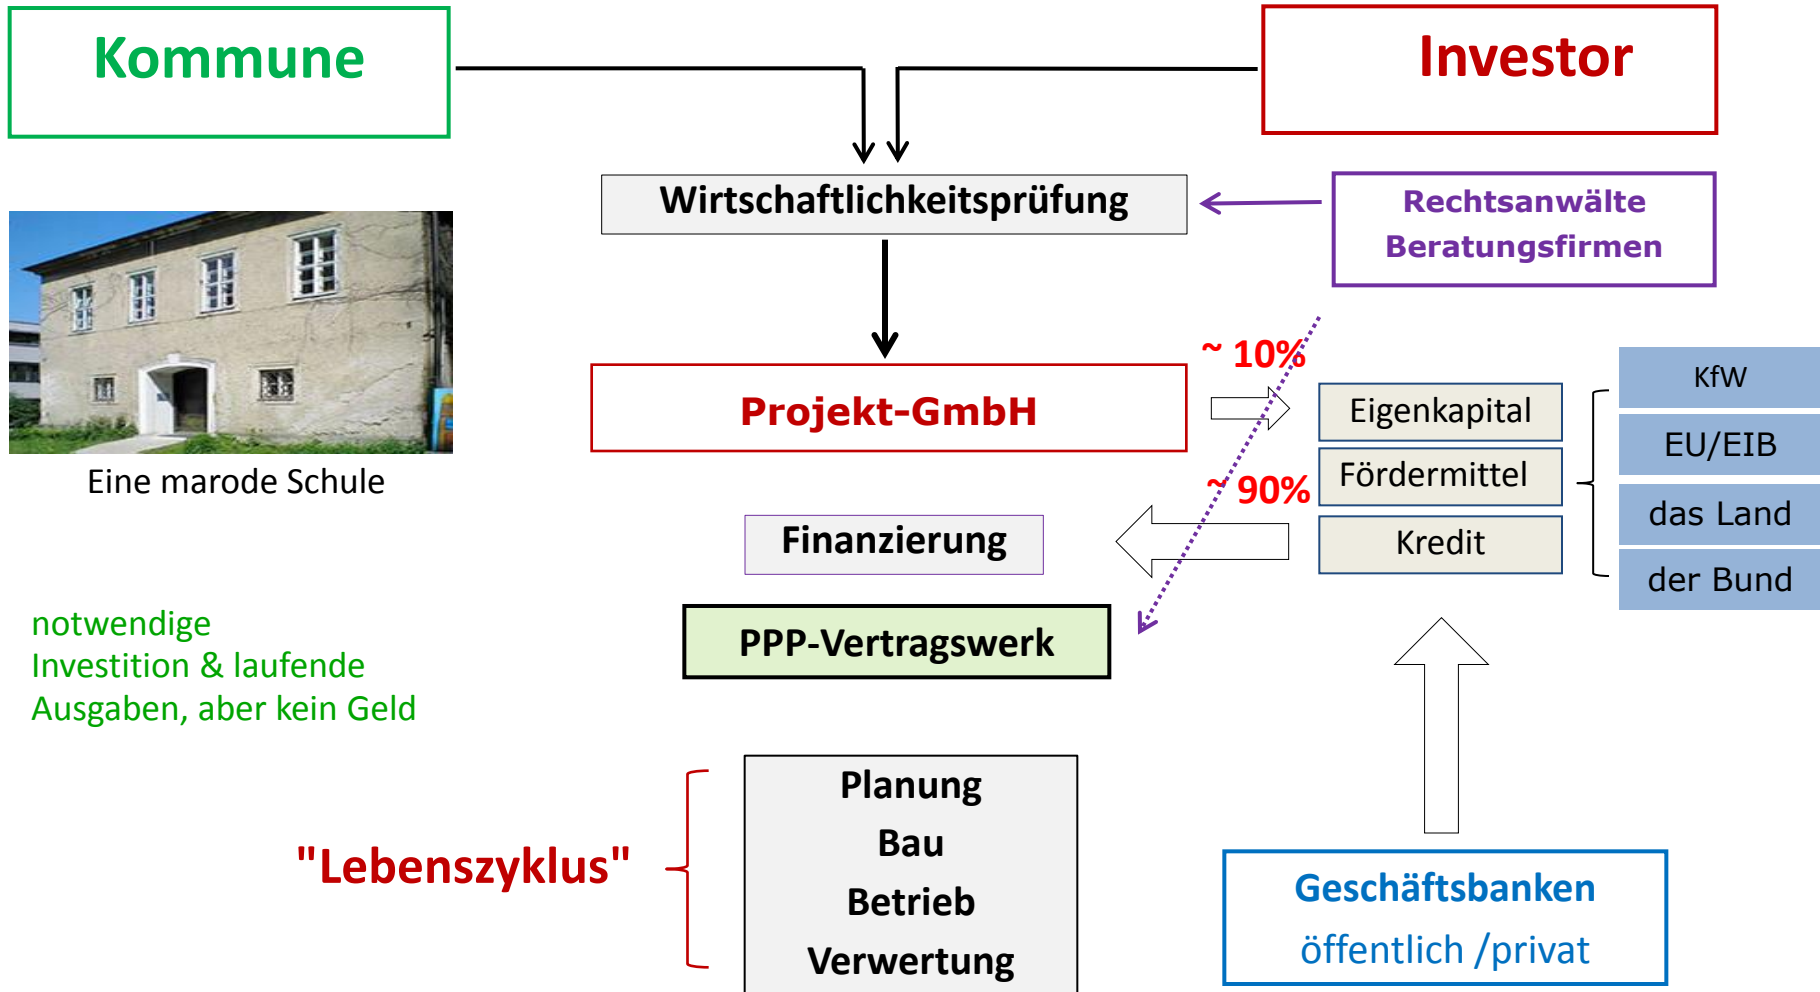 Kommune
Investor
Wirtschaftlichkeitsprüfung
Rechtsanwälte
Beratungsfirmen
Eine marode Schule
notwendige
Investition & laufende
Ausgaben, aber kein Geld
Projekt-GmbH
~ 10%
~ 90%
Eigenkapital
Fördermittel
Kredit
KfW
EU/EIB
das Land
der Bund
Finanzierung
PPP-Vertragswerk
"Lebenszyklus"
Planung
Bau
Betrieb
Verwertung
Geschäftsbanken
öffentlich /privat